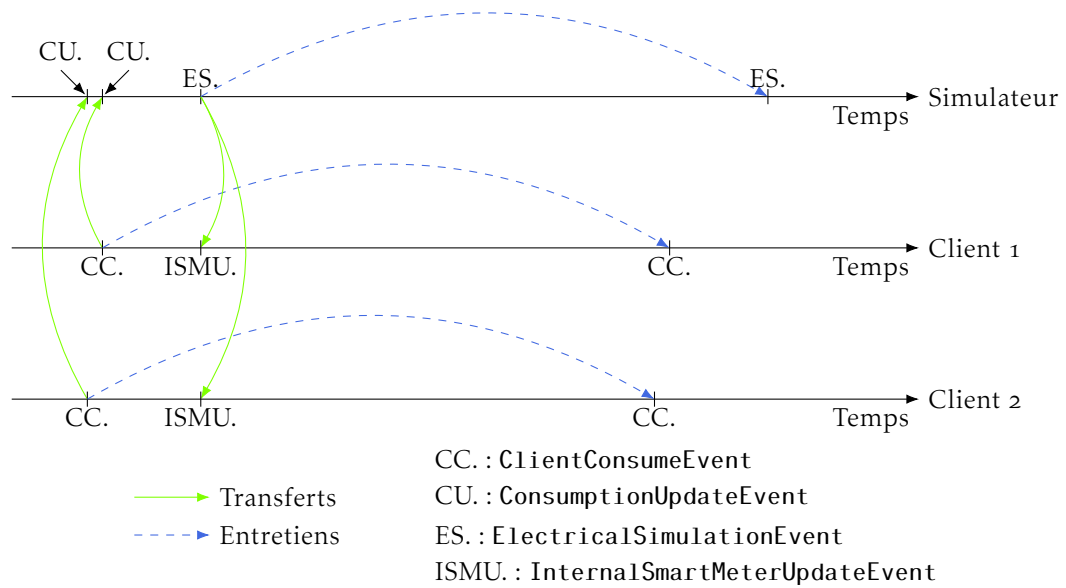 CU. CU.
ES. ES.
Simulateur
Temps
Client 1
CC. ISMU. CC. Temps
Client 2
CC. ISMU. CC. Temps
CC. : ClientConsumeEvent
Transferts
CU. : ConsumptionUpdateEvent
Entretiens
ES. : ElectricalSimulationEvent
ISMU. : InternalSmartMeterUpdateEvent